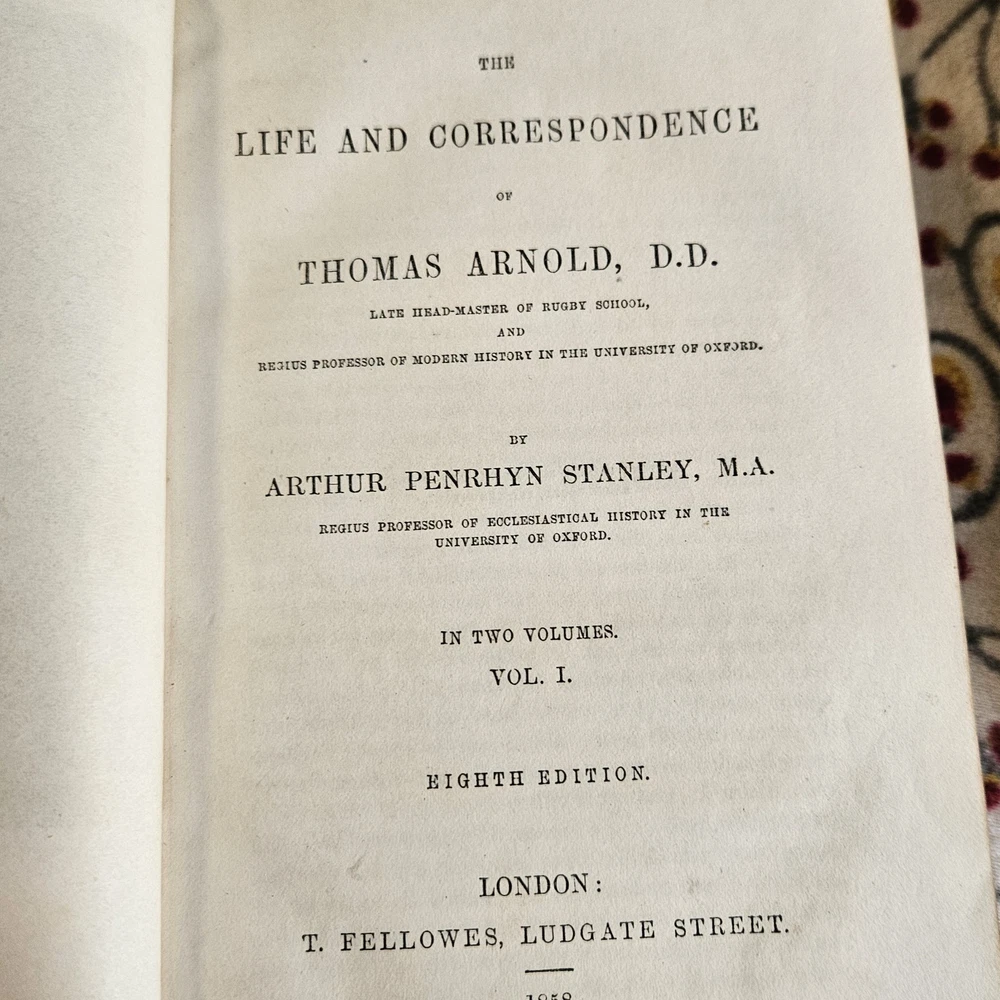 THE
LIFE AND CORRESPONDENCE
OF
THOMAS ARNOLD, D.D.
LATE HEAD-MASTER OF RUGBY SCHOOL,
AND
REGIUS PROFESSOR OF MODERN HISTORY IN THE UNIVERSITY OF OXFORD.
BY
ARTHUR PENRHYN STANLEY, M.A.
REGIUS PROFESSOR OF ECCLESIASTICAL HISTORY IN THE
UNIVERSITY OF OXFORD.
IN TWO VOLUMES.
VOL. I.
EIGHTH EDITION.
LONDON:
T. FELLOWES, LUDGATE STREET.